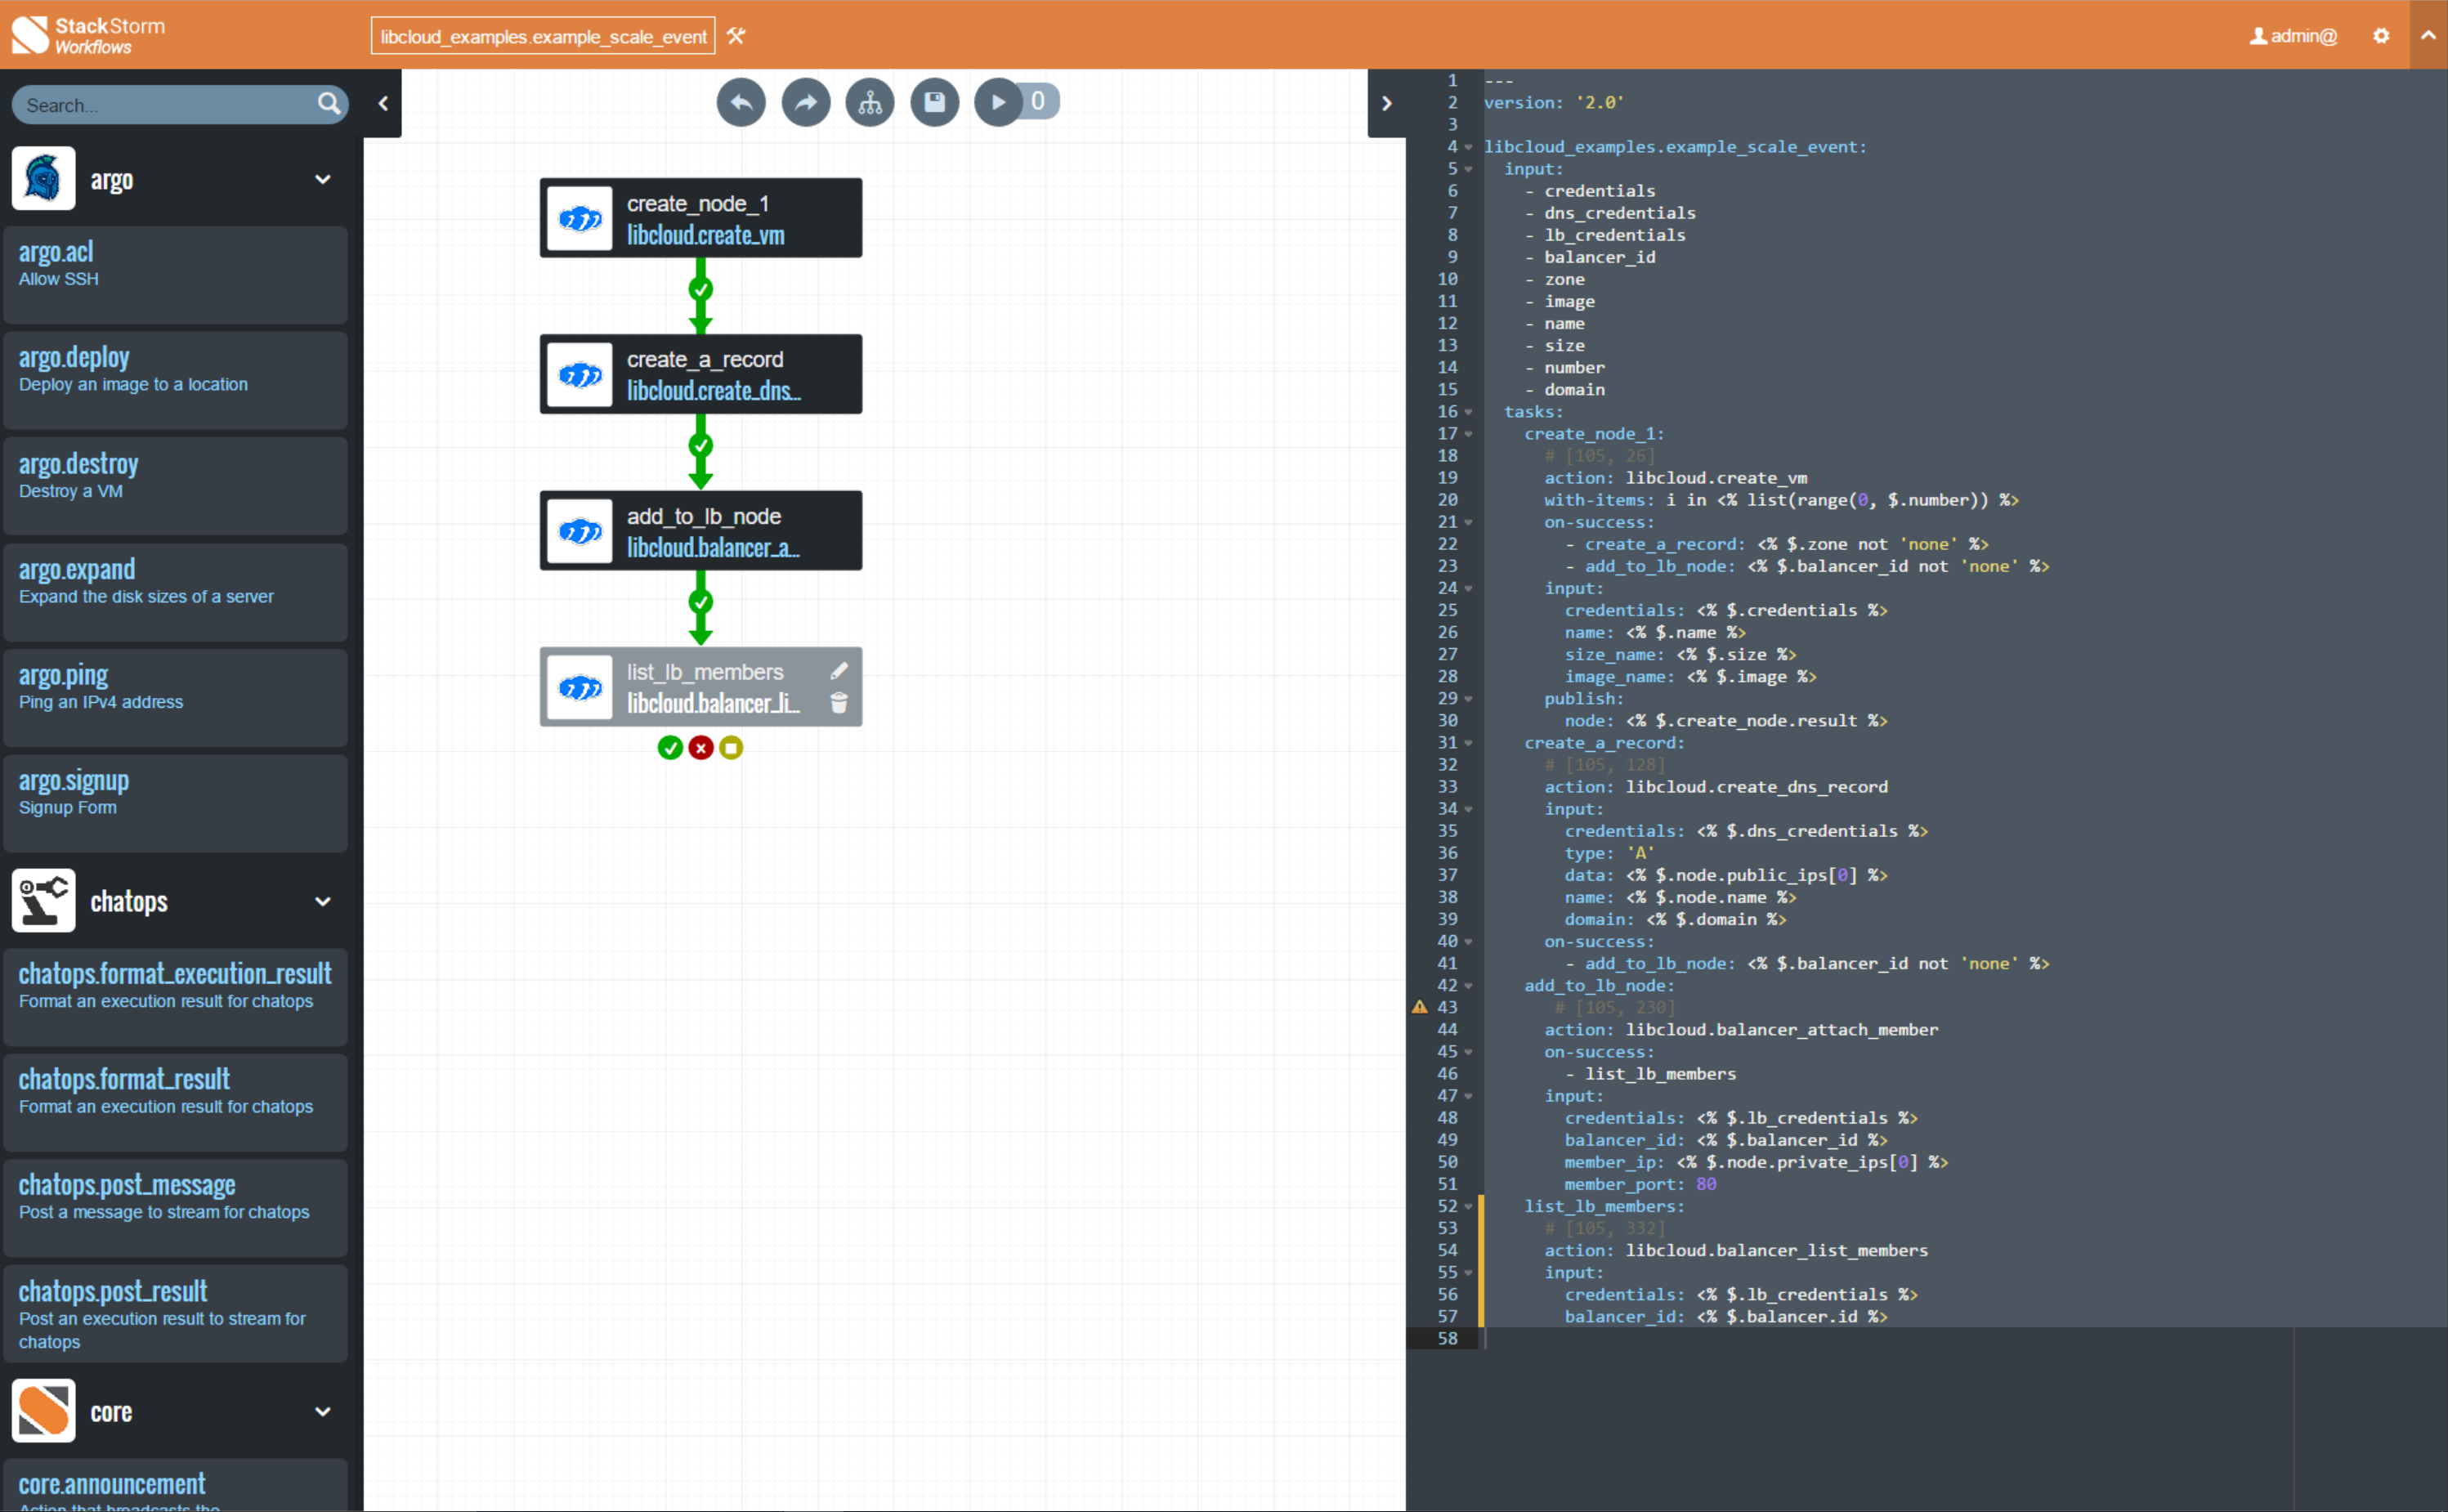 StackStorm
Workflows
libcloud_examples.example_scale_event
admin@
Search...
0
argo
argo.acl
Allow SSH
argo.deploy
Deploy an image to a location
argo.destroy
Destroy a VM
argo.expand
Expand the disk sizes of a server
argo.ping
Ping an IPv4 address
argo.signup
Signup Form
chatops
chatops.format_execution_result
Format an execution result for chatops
chatops.format_result
Format an execution result for chatops
chatops.post_message
Post a message to stream for chatops
chatops.post_result
Post an execution result to stream for
chatops
core
core.announcement
Action that broadcasts the
create_node_1
libcloud.create_vm
create_a_record
libcloud.create_dns...
add_to_lb_node
libcloud.balancer_a...
list_lb_members
libcloud.balancer_li...
1 ---
2 version: '2.0'
3
4 libcloud_examples.example_scale_event:
5 input:
6 - credentials
7 - dns_credentials
8 - lb_credentials
9 - balancer_id
10 - zone
11 - image
12 - name
13 - size
14 - number
15 - domain
16 tasks:
17 create_node_1:
18 # [105, 26]
19 action: libcloud.create_vm
20 with-items: i in <% list(range(0, $.number)) %>
21 on-success:
22 - create_a_record: <% $.zone not 'none' %>
23 - add_to_lb_node: <% $.balancer_id not 'none' %>
24 input:
25 credentials: <% $.credentials %>
26 name: <% $.name %>
27 size_name: <% $.size %>
28 image_name: <% $.image %>
29 publish:
30 node: <% $.create_node.result %>
31 create_a_record:
32 # [105, 128]
33 action: libcloud.create_dns_record
34 input:
35 credentials: <% $.dns_credentials %>
36 type: 'A'
37 data: <% $.node.public_ips[0] %>
38 name: <% $.node.name %>
39 domain: <% $.domain %>
40 on-success:
41 - add_to_lb_node: <% $.balancer_id not 'none' %>
42 add_to_lb_node:
43 # [105, 230]
44 action: libcloud.balancer_attach_member
45 on-success:
46 - list_lb_members
47 input:
48 credentials: <% $.lb_credentials %>
49 balancer_id: <% $.balancer_id %>
50 member_ip: <% $.node.private_ips[0] %>
51 member_port: 80
52 list_lb_members:
53 # [105, 332]
54 action: libcloud.balancer_list_members
55 input:
56 credentials: <% $.lb_credentials %>
57 balancer_id: <% $.balancer.id %>
58